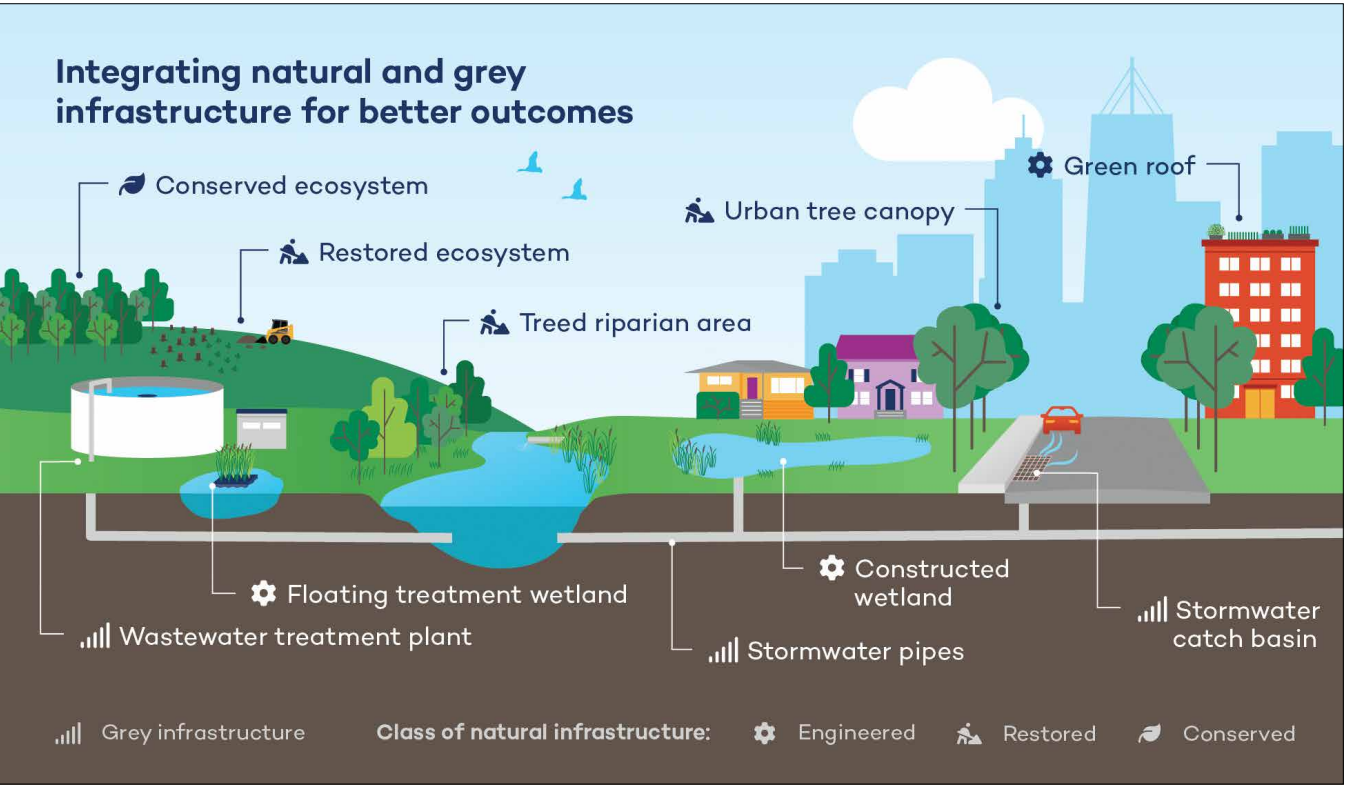 Integrating natural and grey
infrastructure for better outcomes
Conserved ecosystem
Green roof
Urban tree canopy
Restored ecosystem
Treed riparian area
Floating treatment wetland
Constructed
wetland
Wastewater treatment plant
Stormwater pipes
Stormwater
catch basin
Grey infrastructure
Class of natural infrastructure:
Engineered
Restored
Conserved